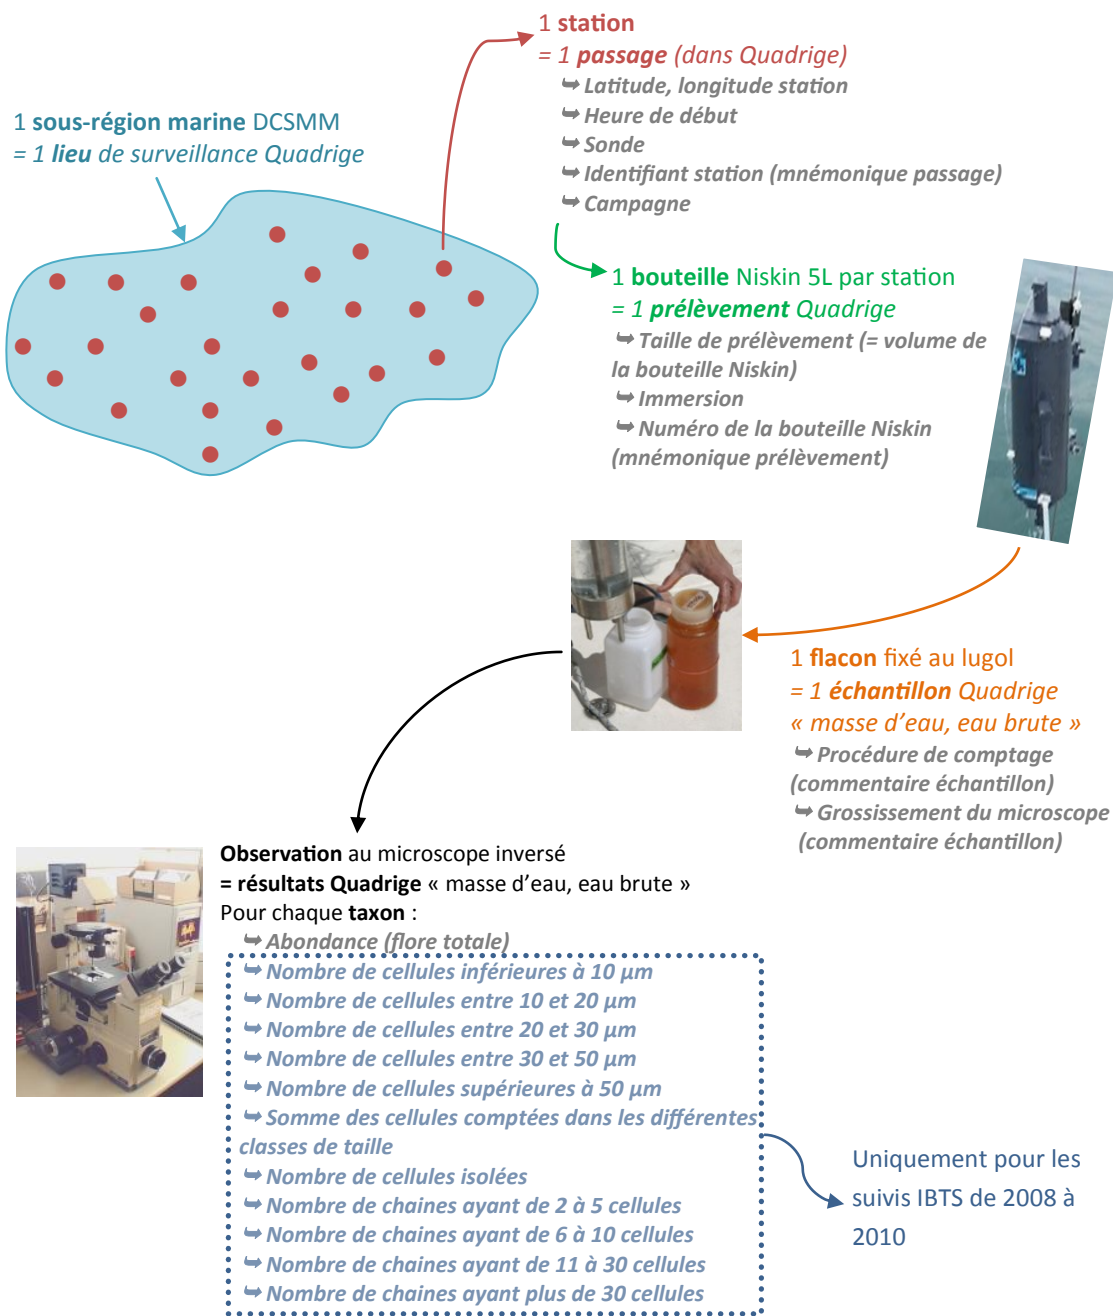 1 station
= 1 passage (dans Quadrige)
➥ Latitude, longitude station
➥ Heure de début
➥ Sonde
➥ Identifiant station (mnémonique passage)
➥ Campagne
1 sous-région marine DCSMM
= 1 lieu de surveillance Quadrige
1 bouteille Niskin 5L par station
= 1 prélèvement Quadrige
➥ Taille de prélèvement (= volume de
la bouteille Niskin)
➥ Immersion
➥ Numéro de la bouteille Niskin
(mnémonique prélèvement)
1 flacon fixé au lugol
= 1 échantillon Quadrige
« masse d’eau, eau brute »
➥ Procédure de comptage
(commentaire échantillon)
➥ Grossissement du microscope
(commentaire échantillon)
Observation au microscope inversé
= résultats Quadrige « masse d’eau, eau brute »
Pour chaque taxon :
➥ Abondance (flore totale)
➥ Nombre de cellules inférieures à 10 µm
➥ Nombre de cellules entre 10 et 20 µm
➥ Nombre de cellules entre 20 et 30 µm
➥ Nombre de cellules entre 30 et 50 µm
➥ Nombre de cellules supérieures à 50 µm
➥ Somme des cellules comptées dans les différentes
classes de taille
➥ Nombre de cellules isolées
➥ Nombre de chaines ayant de 2 à 5 cellules
➥ Nombre de chaines ayant de 6 à 10 cellules
➥ Nombre de chaines ayant de 11 à 30 cellules
➥ Nombre de chaines ayant plus de 30 cellules
Uniquement pour les
suivis IBTS de 2008 à
2010